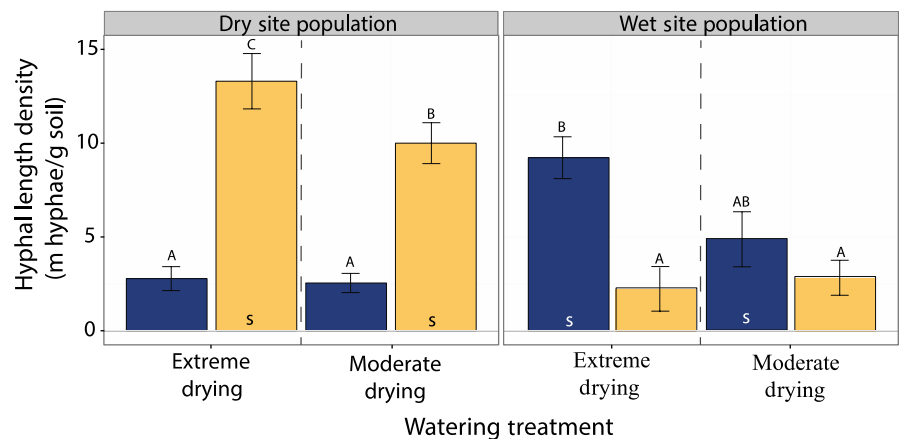 Dry site population
Wet site population
Hyphal length density
(m hyphae/g soil)
15
10
5
0
A
C
A
B
B
A
AB
A
S
S
S
S
Extreme
drying
Moderate
drying
Extreme
drying
Moderate
drying
Watering treatment